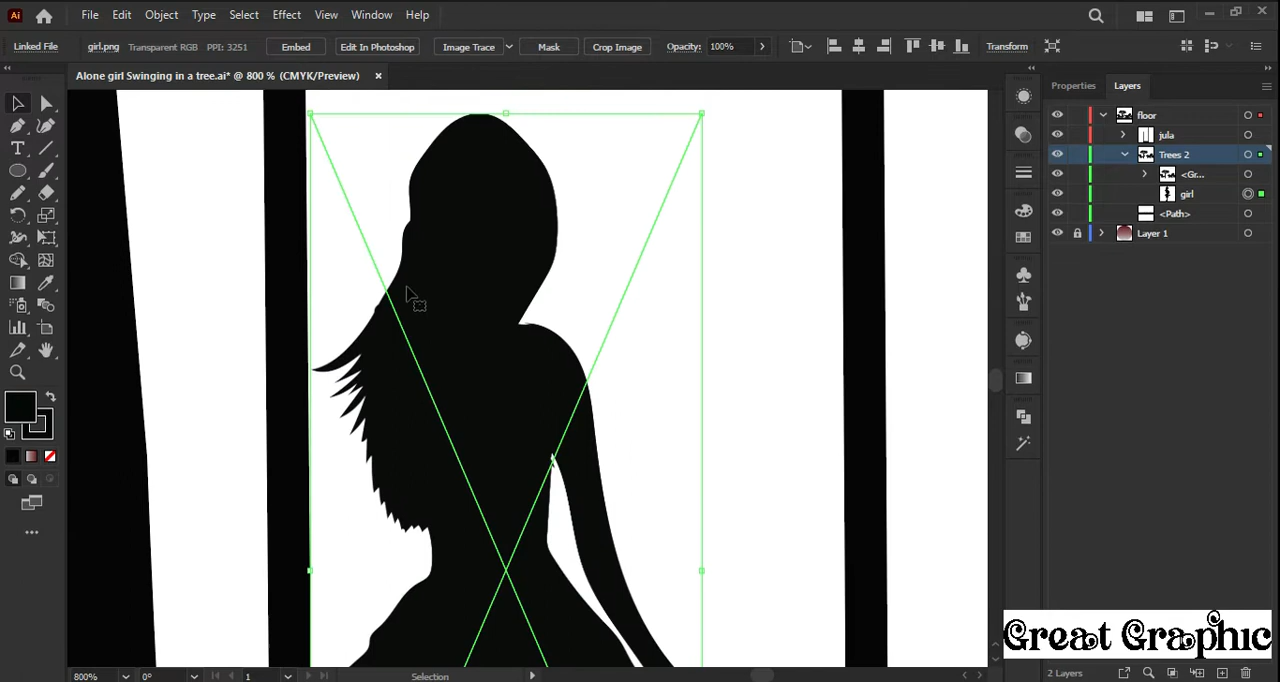 Ai File Edit Object Type Select Effect View Window Help
Linked File girl.png Transparent RGB PPI: 3251 Embed Edit In Photoshop Image Trace Mask Crop Image Opacity: 100% Transform
Alone girl Swinging in a tree.ai* @ 800 % (CMYK/Preview) ×
Properties Layers
floor
jula
Trees 2
<Gr...
girl
<Path>
Layer 1
Great Graphic
800% 0° 1 Selection 2 Layers